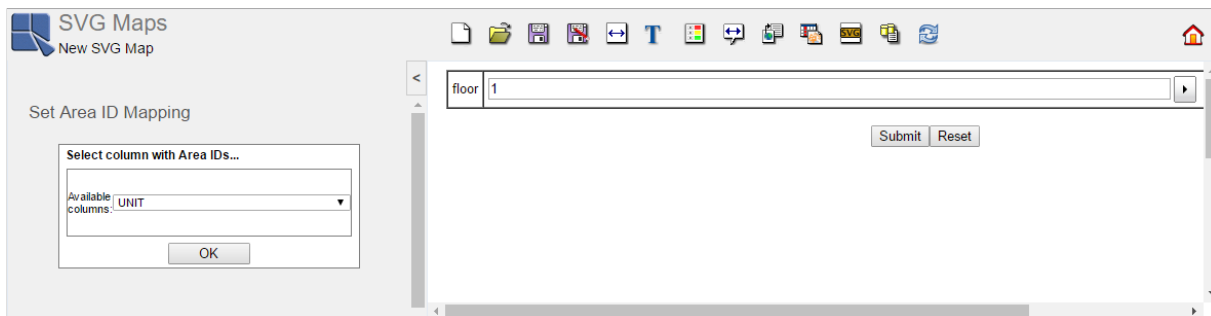 SVG Maps
New SVG Map
T
SVG
<
Set Area ID Mapping
Select column with Area IDs...
Available columns:
UNIT
OK
floor
1
Submit
Reset